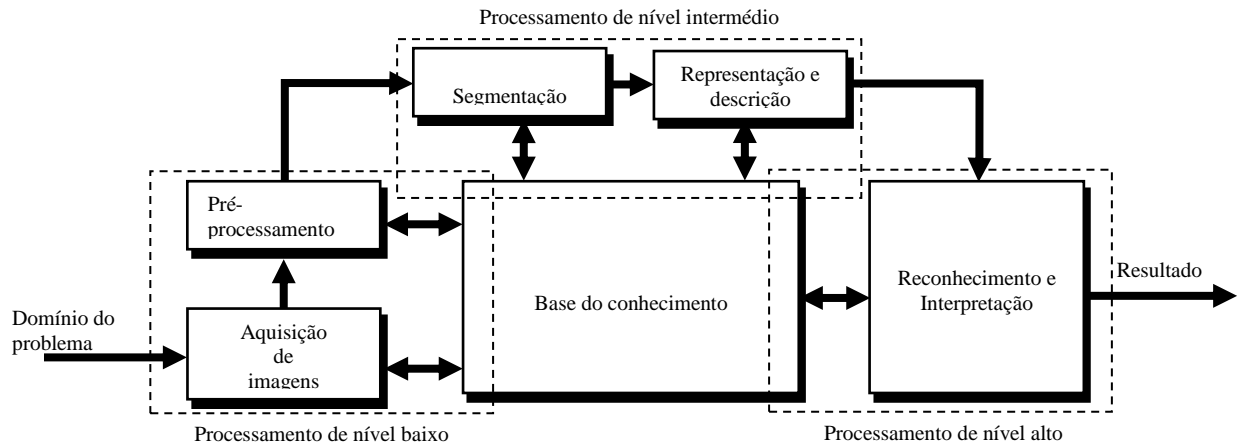 Processamento de nível intermédio
Segmentação
Representação e
descrição
Pré-
processamento
Base do conhecimento
Reconhecimento e
Interpretação
Resultado
Domínio do
problema
Aquisição
de
imagens
Processamento de nível baixo
Processamento de nível alto